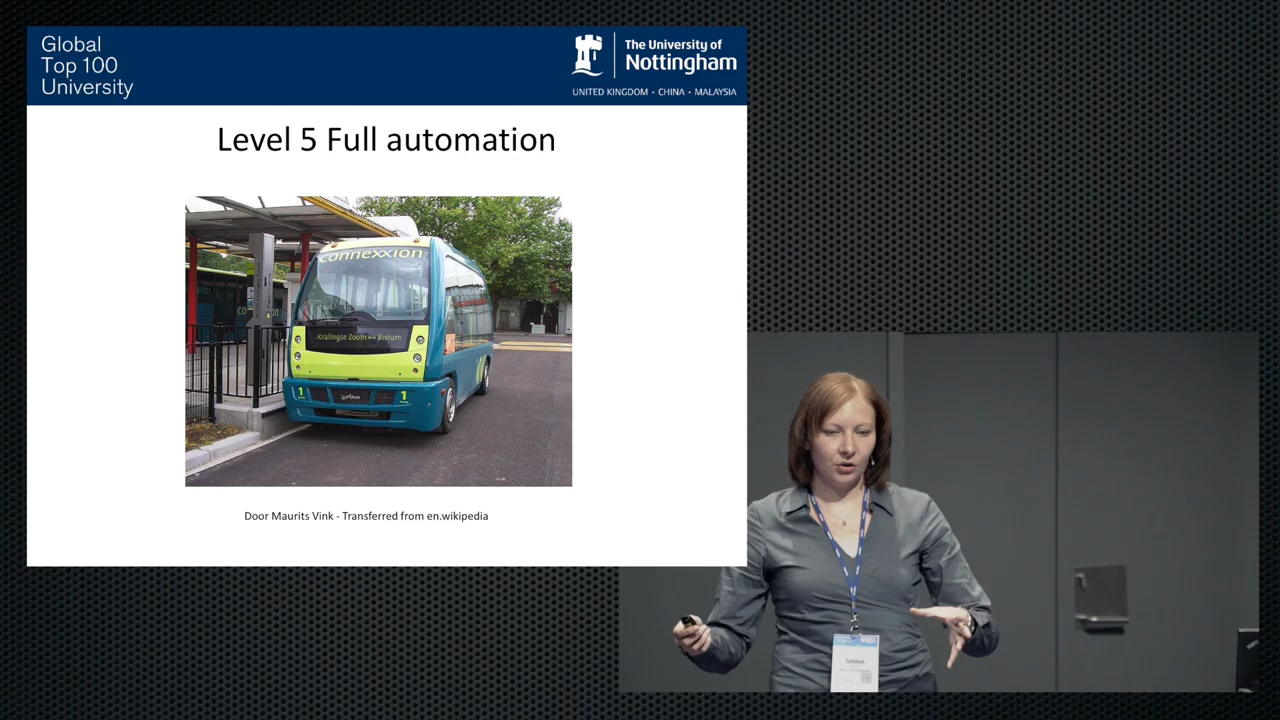 Global
Top 100
University
The University of
Nottingham
UNITED KINGDOM • CHINA • MALAYSIA
Level 5 Full automation
connexxion
Kralingse Zoom <-> Rivium
1
1
Door Maurits Vink - Transferred from en.wikipedia
SANNA